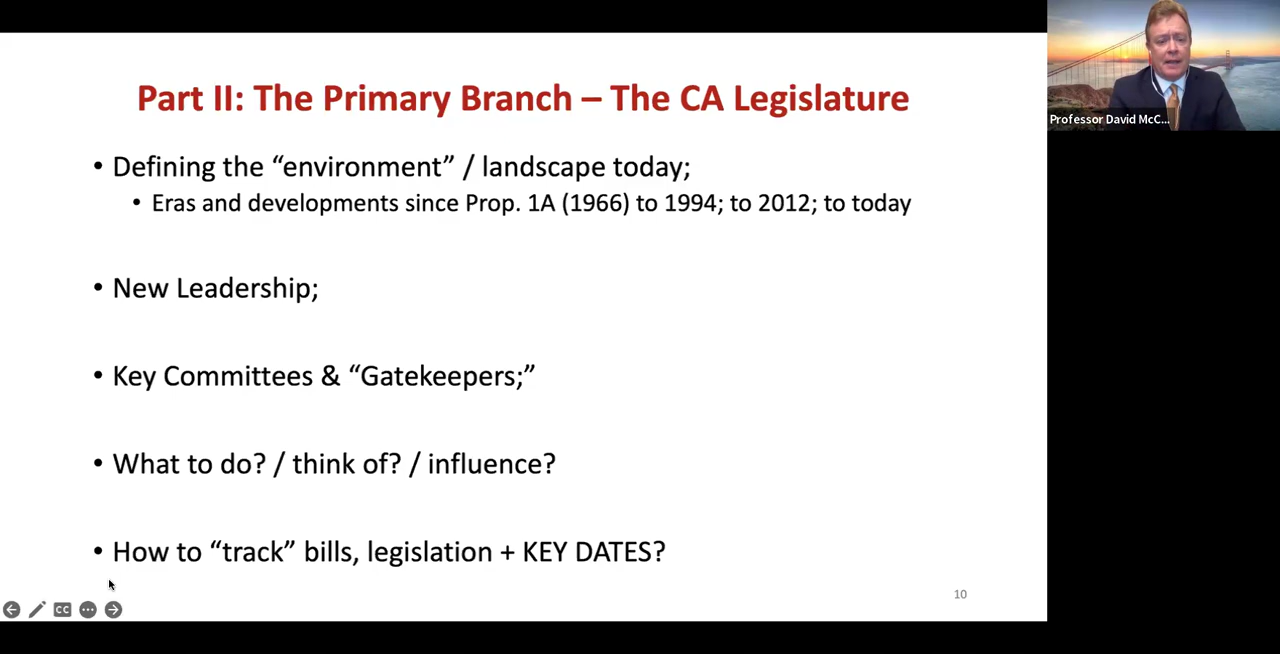 Part II: The Primary Branch – The CA Legislature
• Defining the “environment” / landscape today;
• Eras and developments since Prop. 1A (1966) to 1994; to 2012; to today
• New Leadership;
• Key Committees & “Gatekeepers;”
• What to do? / think of? / influence?
• How to “track” bills, legislation + KEY DATES?
10
CC
Professor David McC...